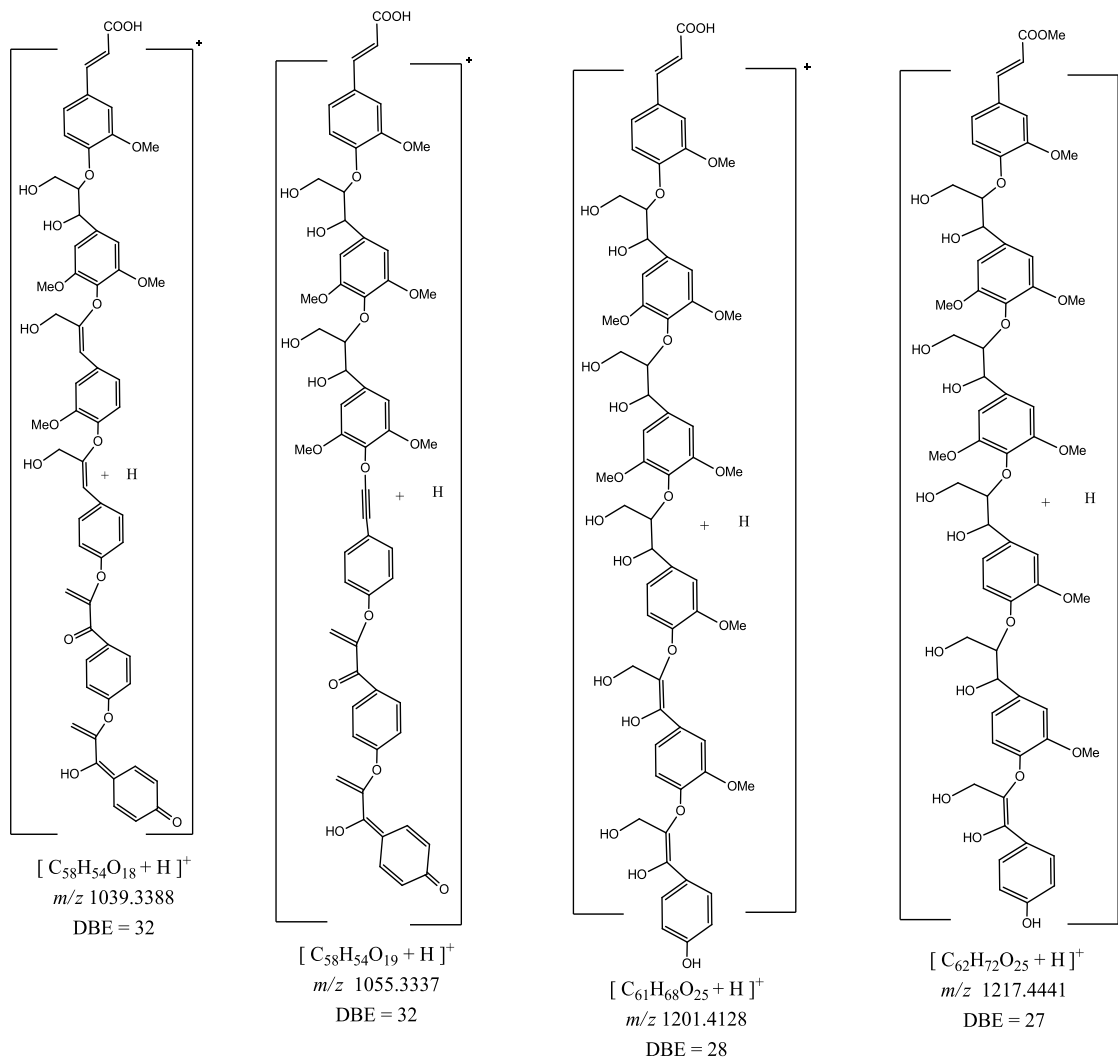 COOH
+
OMe
O
HO
HO
MeO OMe
O
HO
MeO
O
HO
+ H
O
O
O
HO
O
[ C₅₈H₅₄O₁₈ + H ]⁺
m/z 1039.3388
DBE = 32
COOH
+
OMe
O
HO
HO
MeO OMe
O
HO
HO
MeO OMe
O
+ H
O
O
O
HO
O
[ C₅₈H₅₄O₁₉ + H ]⁺
m/z 1055.3337
DBE = 32
COOH
+
OMe
O
HO
HO
MeO OMe
O
HO
HO
MeO OMe
O
HO
+ H
HO
OMe
O
HO
HO
OMe
O
HO
HO
OH
[ C₆₁H₆₈O₂₅ + H ]⁺
m/z 1201.4128
DBE = 28
COOMe
OMe
O
HO
HO
MeO OMe
O
HO
HO
MeO OMe
O
HO
+ H
HO
OMe
O
HO
HO
OMe
O
HO
HO
OH
[ C₆₂H₇₂O₂₅ + H ]⁺
m/z 1217.4441
DBE = 27